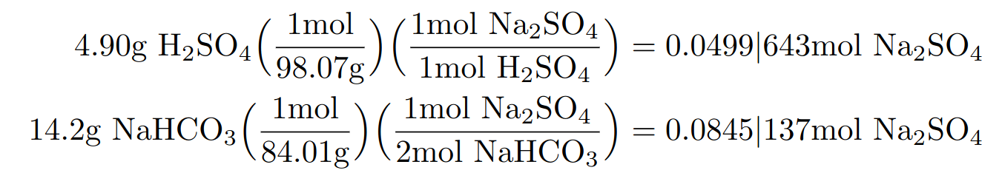 4.90g H₂SO₄(1mol/98.07g)(1mol Na₂SO₄/1mol H₂SO₄) = 0.0499|643mol Na₂SO₄
14.2g NaHCO₃(1mol/84.01g)(1mol Na₂SO₄/2mol NaHCO₃) = 0.0845|137mol Na₂SO₄